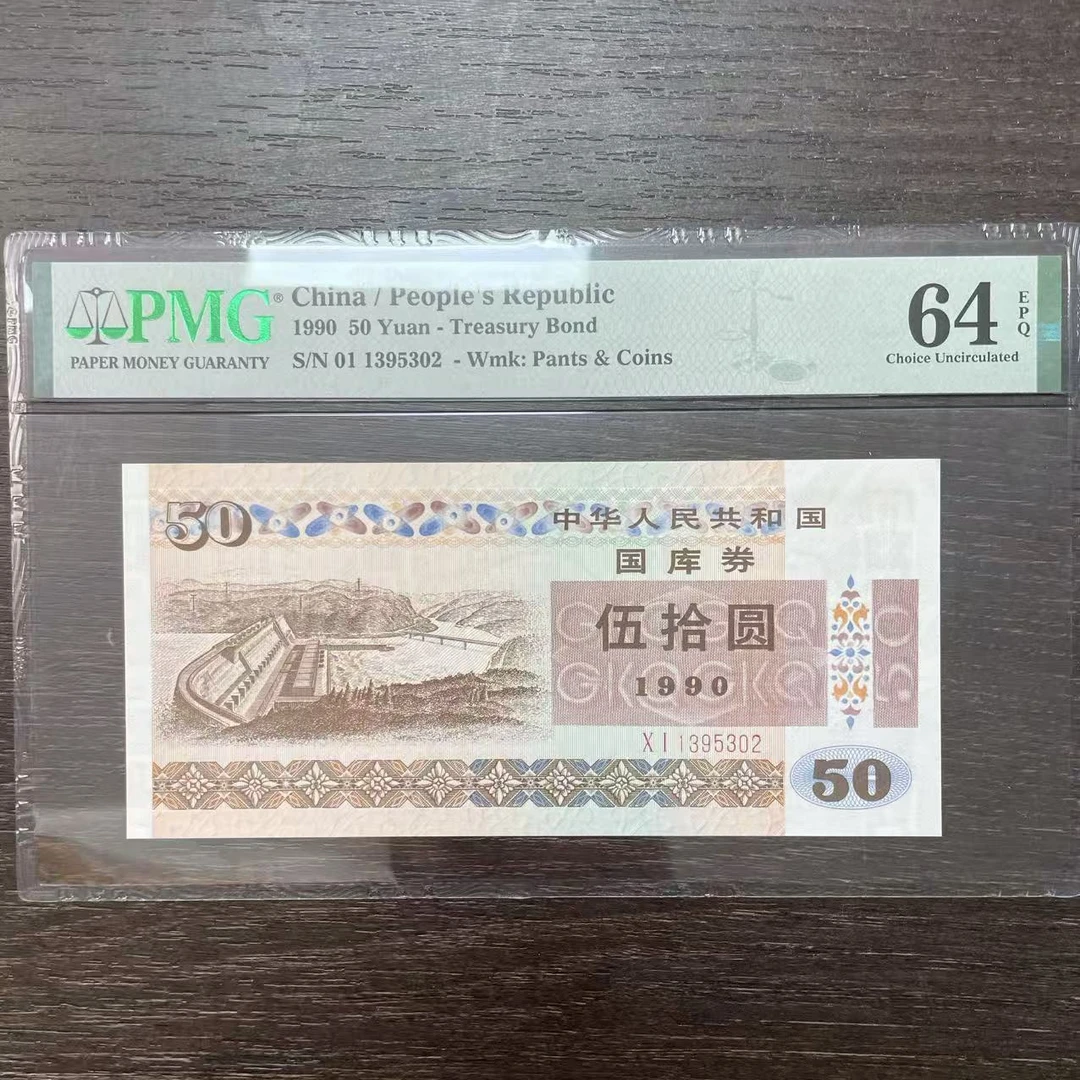 PMG®
PAPER MONEY GUARANTY
China / People's Republic
1990 50 Yuan - Treasury Bond
S/N 01 1395302 - Wmk: Pants & Coins
64
EPQ
Choice Uncirculated
PMG
50
中华人民共和国
国库券
伍拾圆
1990
GKQ
XI 1395302
50